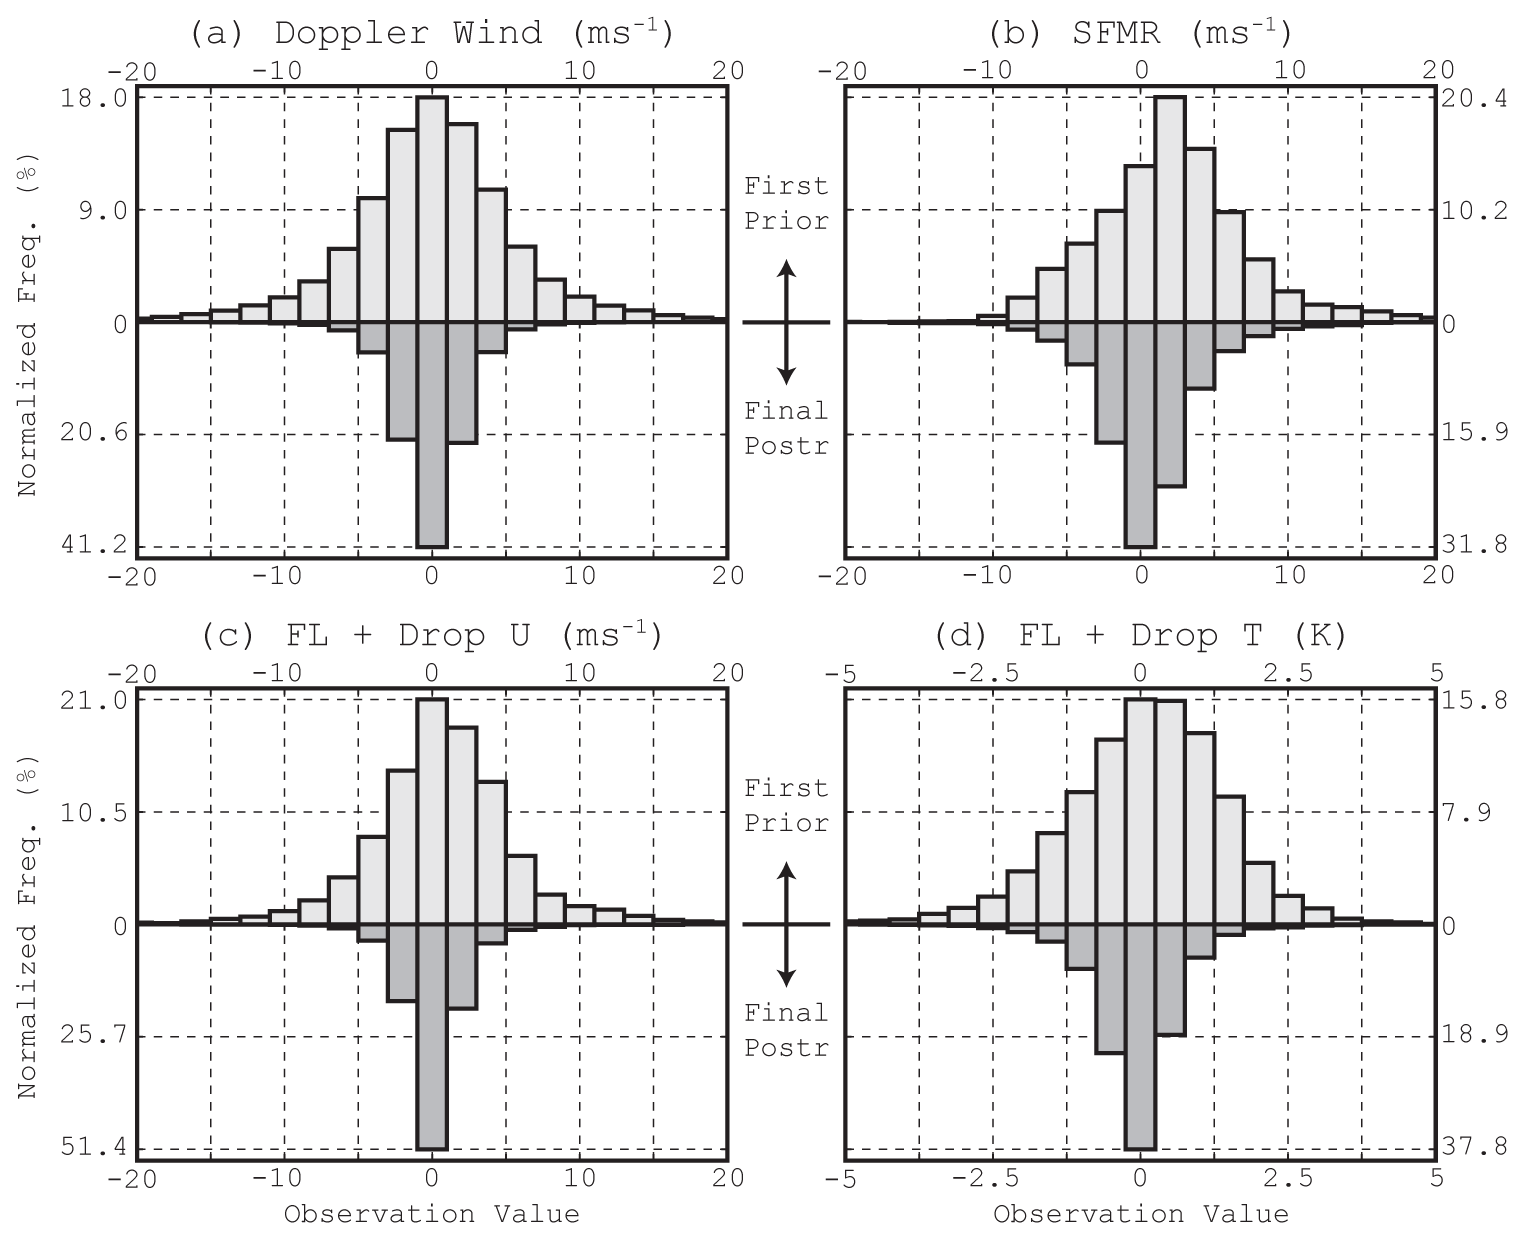 (a) Doppler Wind (ms⁻¹)
-20 -10 0 10 20
18.0
9.0
0
20.6
41.2
Normalized Freq. (%)
-20 -10 0 10 20
First
Prior
Final
Postr
(b) SFMR (ms⁻¹)
-20 -10 0 10 20
20.4
10.2
0
15.9
31.8
-20 -10 0 10 20
(c) FL + Drop U (ms⁻¹)
-20 -10 0 10 20
21.0
10.5
0
25.7
51.4
Normalized Freq. (%)
-20 -10 0 10 20
Observation Value
First
Prior
Final
Postr
(d) FL + Drop T (K)
-5 -2.5 0 2.5 5
15.8
7.9
0
18.9
37.8
-5 -2.5 0 2.5 5
Observation Value